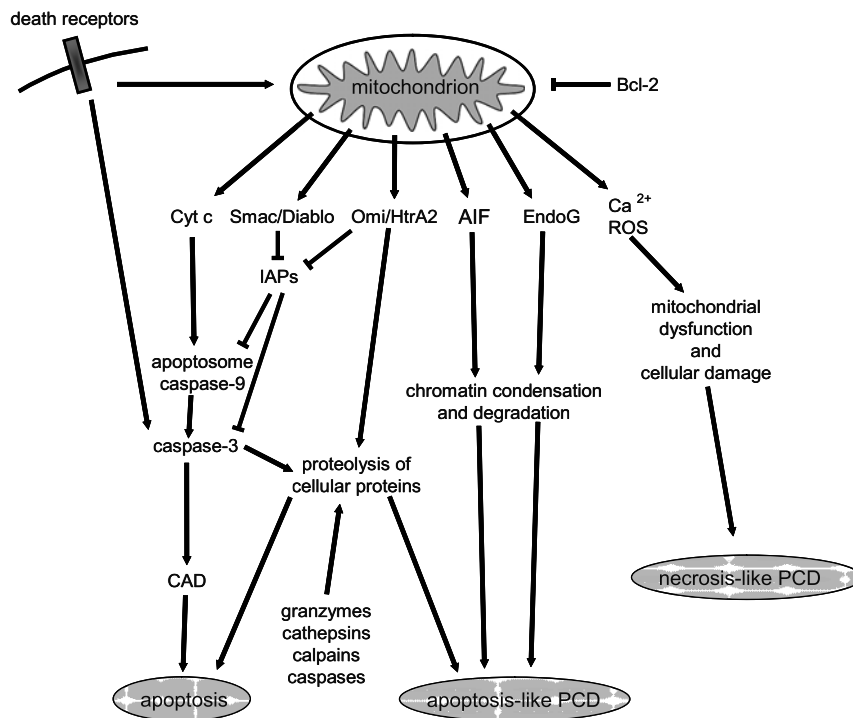 death receptors
mitochondrion
Bcl-2
Cyt c
Smac/Diablo
Omi/HtrA2
AIF
EndoG
Ca 2+
ROS
IAPs
mitochondrial
dysfunction
and
cellular damage
apoptosome
caspase-9
chromatin condensation
and degradation
caspase-3
proteolysis of
cellular proteins
CAD
necrosis-like PCD
granzymes
cathepsins
calpains
caspases
apoptosis
apoptosis-like PCD